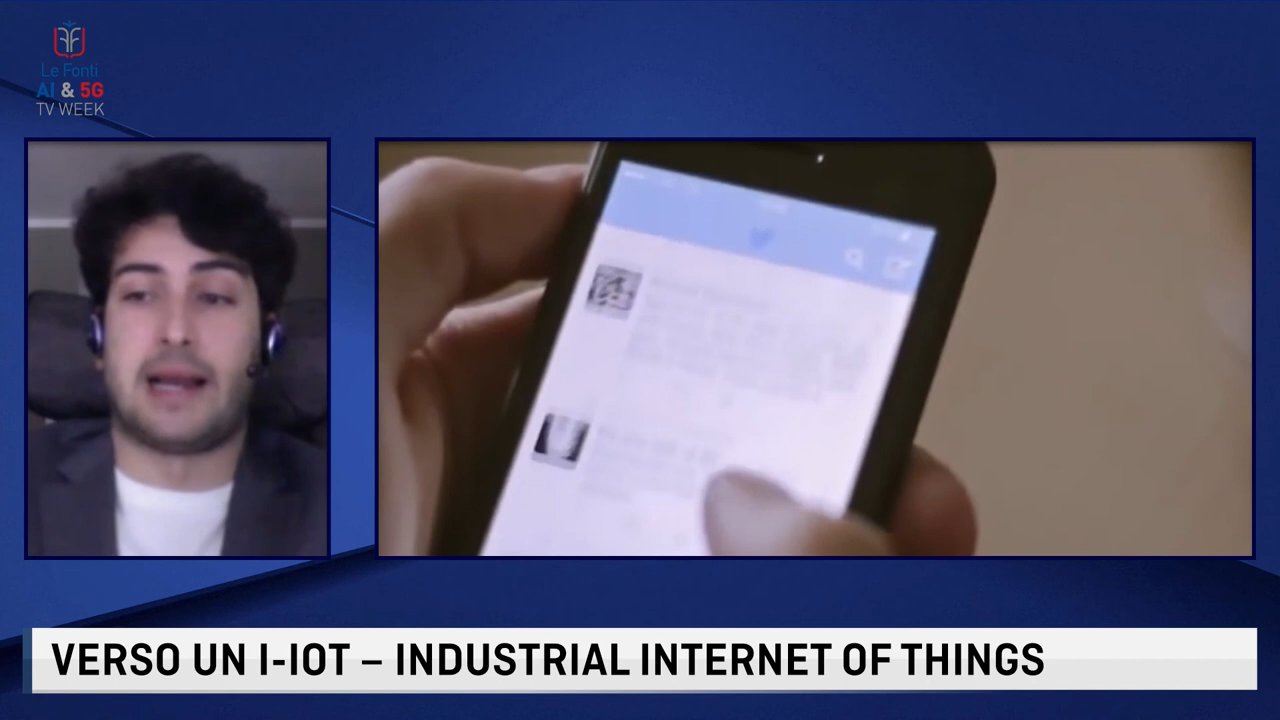 Le Fonti
AI & 5G
TV WEEK
VERSO UN I-IOT – INDUSTRIAL INTERNET OF THINGS